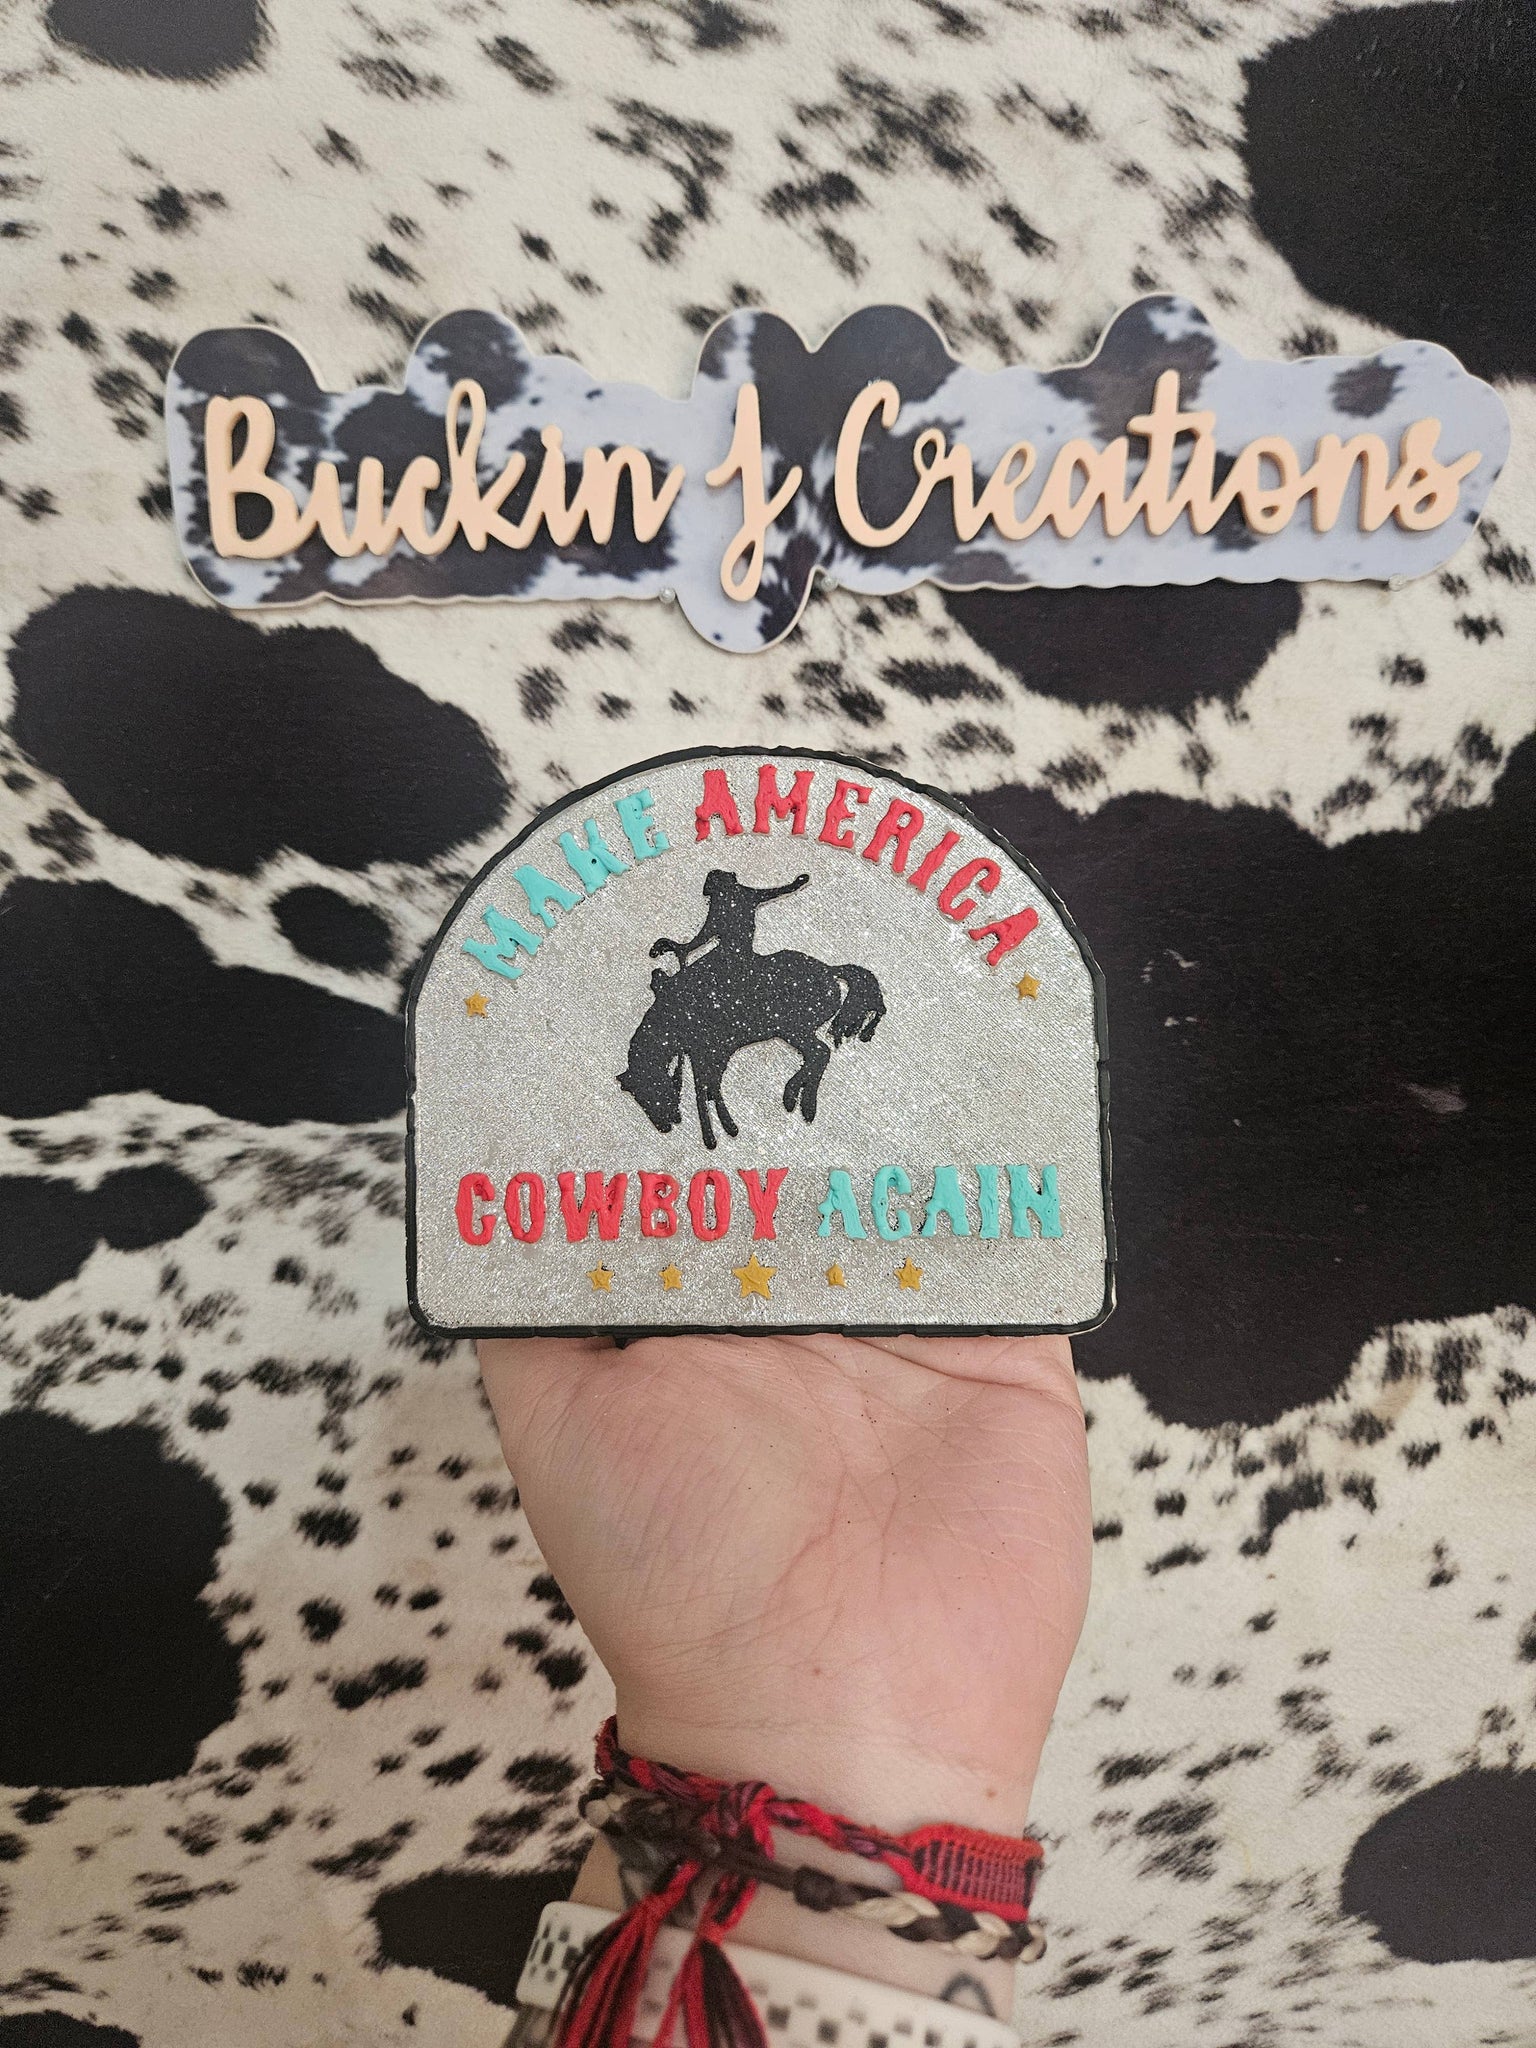 Buckin J Creations
MAKE AMERICA
COWBOY AGAIN